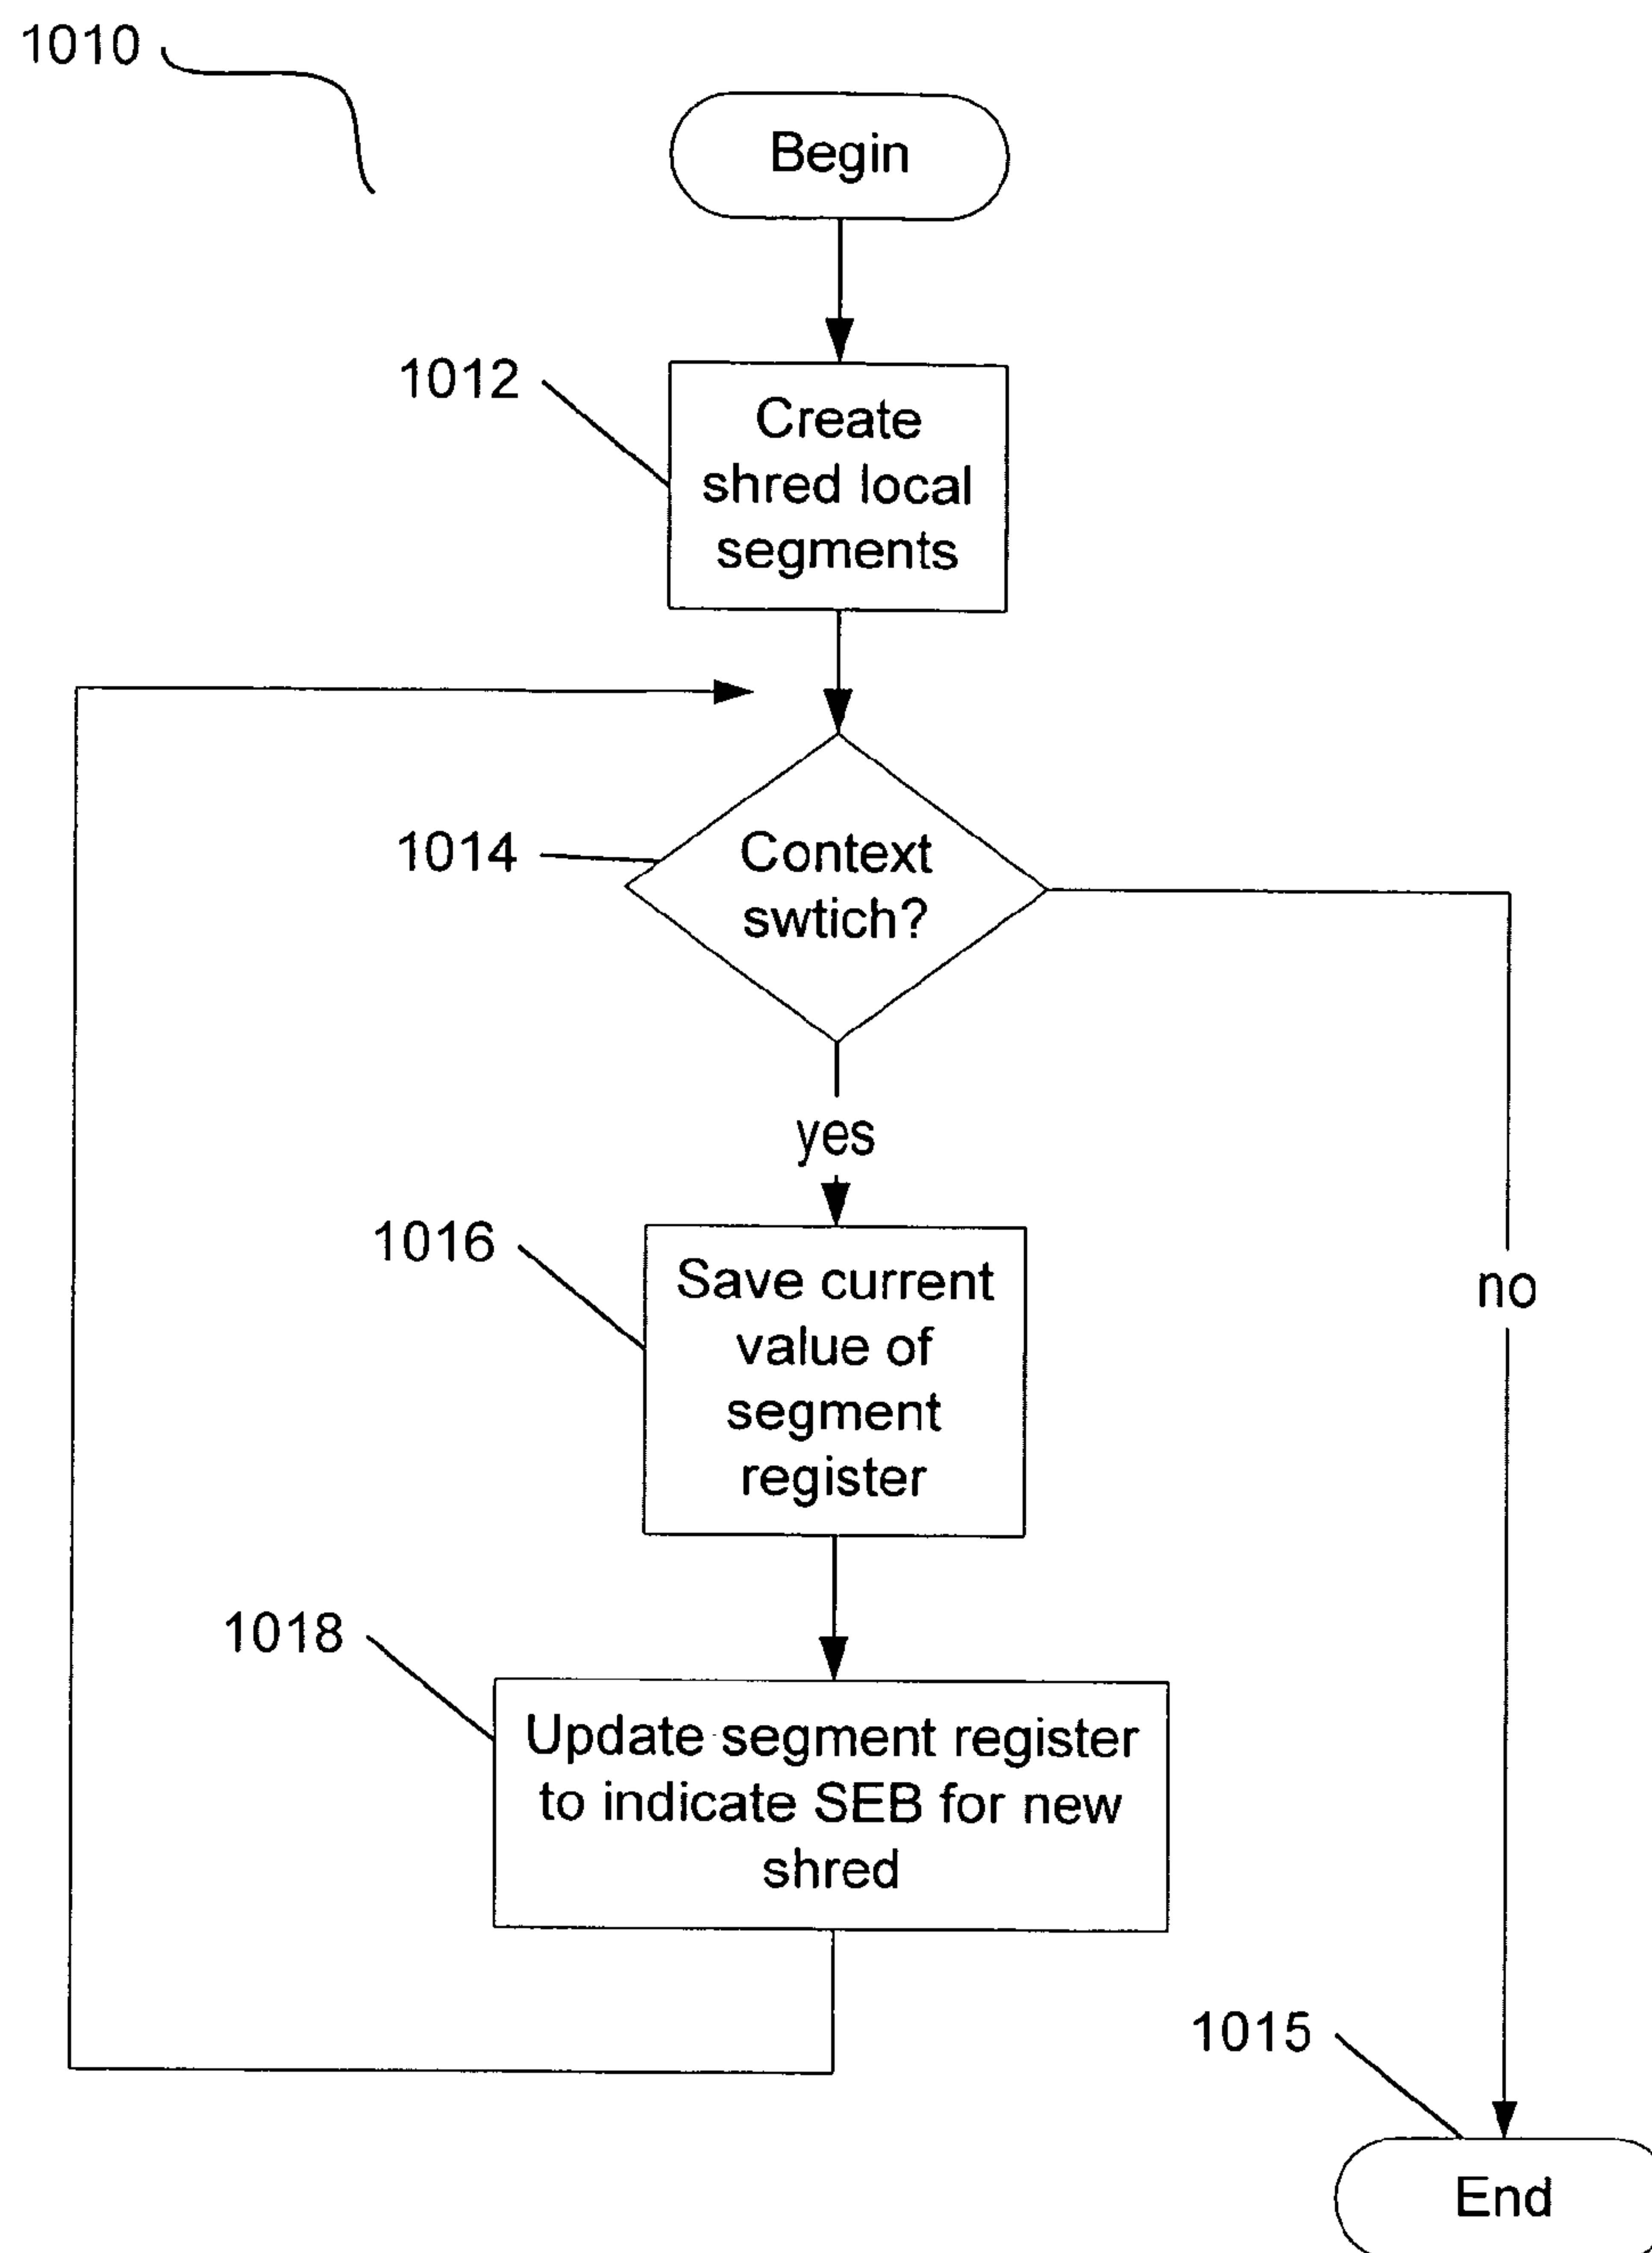 1010
Begin
1012
Create
shred local
segments
1014
Context
swtich?
yes
1016
Save current
value of
segment
register
no
1018
Update segment register
to indicate SEB for new
shred
1015
End